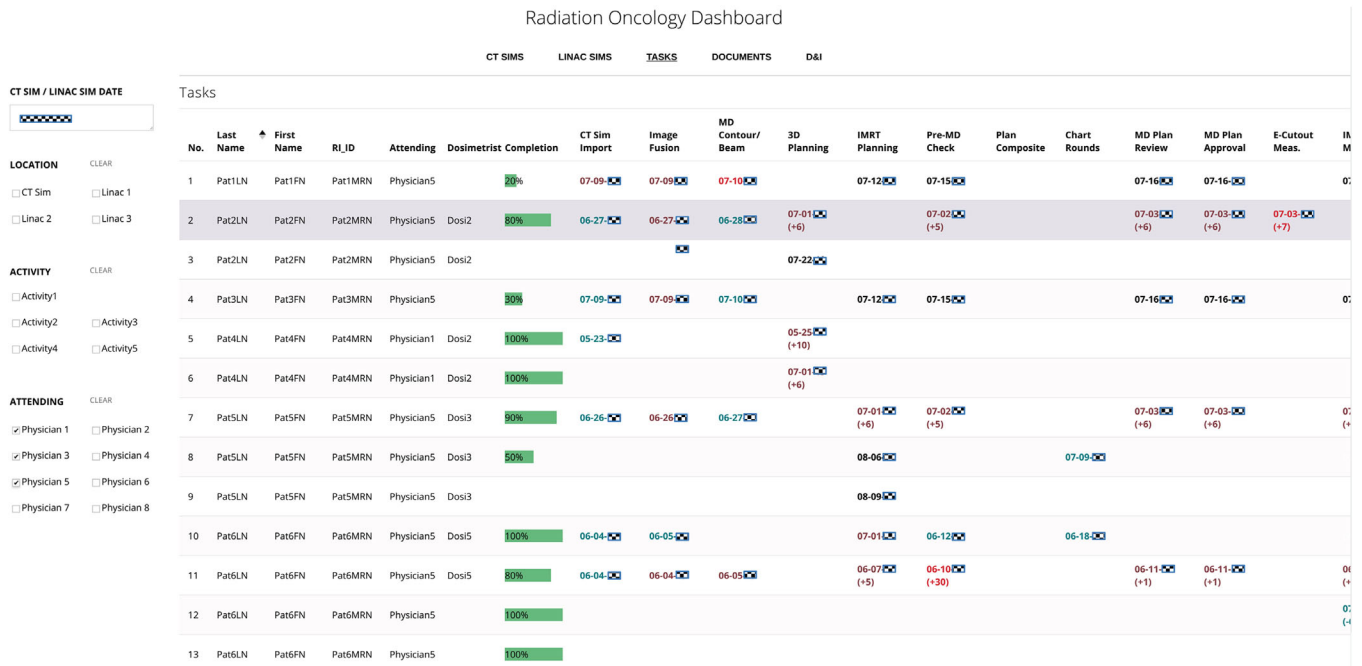 Radiation Oncology Dashboard
CT SIMS LINAC SIMS TASKS DOCUMENTS D&I
CT SIM / LINAC SIM DATE
LOCATION CLEAR
CT Sim Linac 1
Linac 2 Linac 3
ACTIVITY CLEAR
Activity1
Activity2 Activity3
Activity4 Activity5
ATTENDING CLEAR
Physician 1 Physician 2
Physician 3 Physician 4
Physician 5 Physician 6
Physician 7 Physician 8
Tasks
No. Last Name First Name RI_ID Attending Dosimetrist Completion CT Sim Import Image Fusion MD Contour/ Beam 3D Planning IMRT Planning Pre-MD Check Plan Composite Chart Rounds MD Plan Review MD Plan Approval E-Cutout Meas.
1 Pat1LN Pat1FN Pat1MRN Physician5 20% 07-09- 07-09- 07-10- 07-12- 07-15- 07-16- 07-16- 07
2 Pat2LN Pat2FN Pat2MRN Physician5 Dosi2 80% 06-27- 06-27- 06-28- 07-01- 07-02- 07-03- 07-03- 07-03-
(+6) (+5) (+6) (+6) (+7)
3 Pat2LN Pat2FN Pat2MRN Physician5 Dosi2 07-22-
4 Pat3LN Pat3FN Pat3MRN Physician5 30% 07-09- 07-09- 07-10- 07-12- 07-15- 07-16- 07-16- 07
5 Pat4LN Pat4FN Pat4MRN Physician1 Dosi2 100% 05-23- 05-25-
(+10)
6 Pat4LN Pat4FN Pat4MRN Physician1 Dosi2 100% 07-01-
(+6)
7 Pat5LN Pat5FN Pat5MRN Physician5 Dosi3 90% 06-26- 06-26- 06-27- 07-01- 07-02- 07-03- 07-03-
(+6) (+5) (+6) (+6)
8 Pat5LN Pat5FN Pat5MRN Physician5 Dosi3 50% 08-06- 07-09-
9 Pat5LN Pat5FN Pat5MRN Physician5 Dosi3 08-09-
10 Pat6LN Pat6FN Pat6MRN Physician5 Dosi5 100% 06-04- 06-05- 07-01- 06-12- 06-18-
11 Pat6LN Pat6FN Pat6MRN Physician5 Dosi5 80% 06-04- 06-04- 06-05- 06-07- 06-10- 06-11- 06-11-
(+5) (+30) (+1) (+1)
12 Pat6LN Pat6FN Pat6MRN Physician5 100%
13 Pat6LN Pat6FN Pat6MRN Physician5 100%